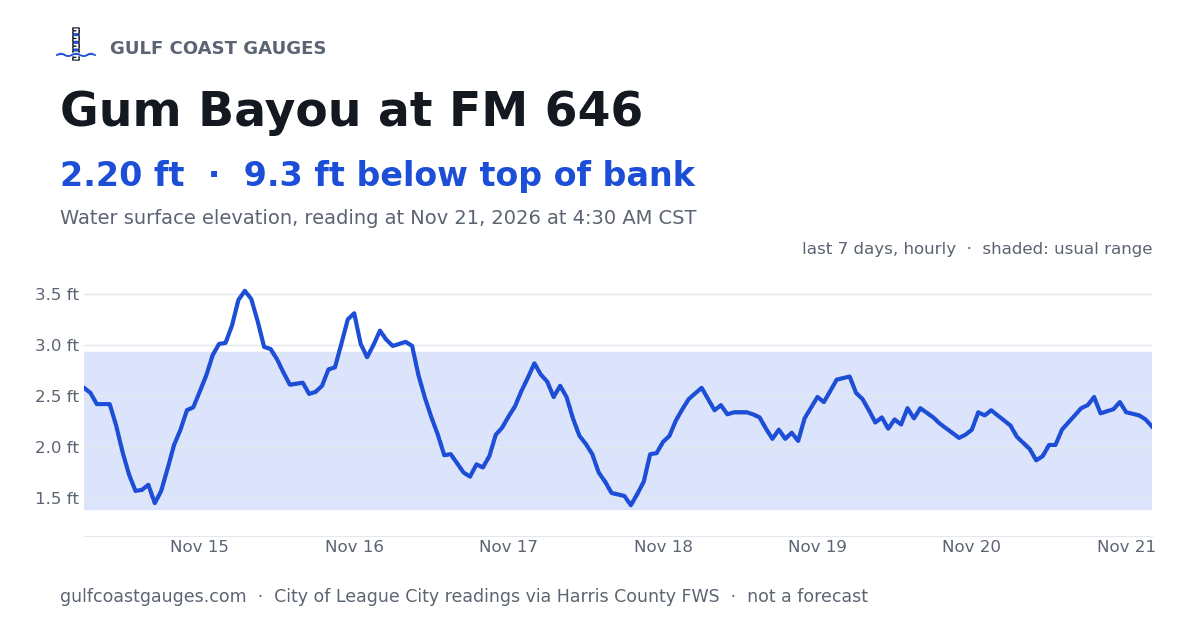 GULF COAST GAUGES
Gum Bayou at FM 646
2.20 ft · 9.3 ft below top of bank
Water surface elevation, reading at Nov 21, 2026 at 4:30 AM CST
last 7 days, hourly · shaded: usual range
3.5 ft
3.0 ft
2.5 ft
2.0 ft
1.5 ft
Nov 15 Nov 16 Nov 17 Nov 18 Nov 19 Nov 20 Nov 21
gulfcoastgauges.com · City of League City readings via Harris County FWS · not a forecast